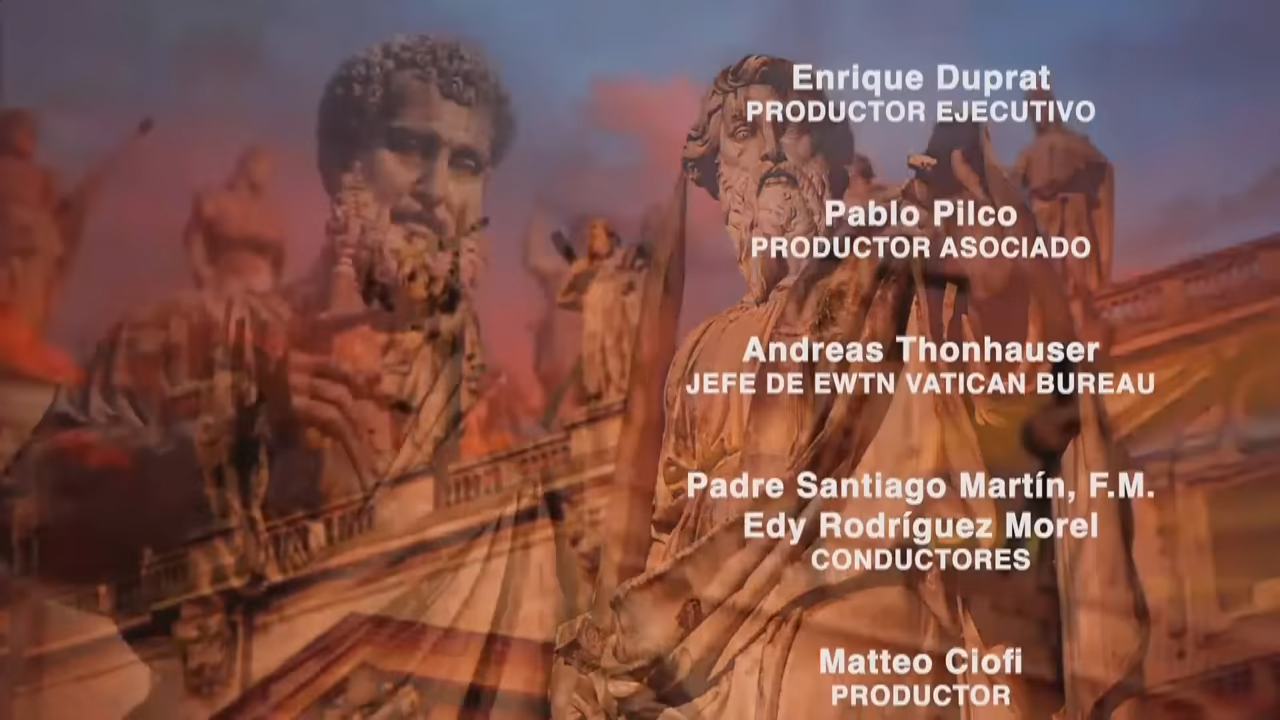 Enrique Duprat
PRODUCTOR EJECUTIVO
Pablo Pilco
PRODUCTOR ASOCIADO
Andreas Thonhauser
JEFE DE EWTN VATICAN BUREAU
Padre Santiago Martín, F.M.
Edy Rodríguez Morel
CONDUCTORES
Matteo Ciofi
PRODUCTOR